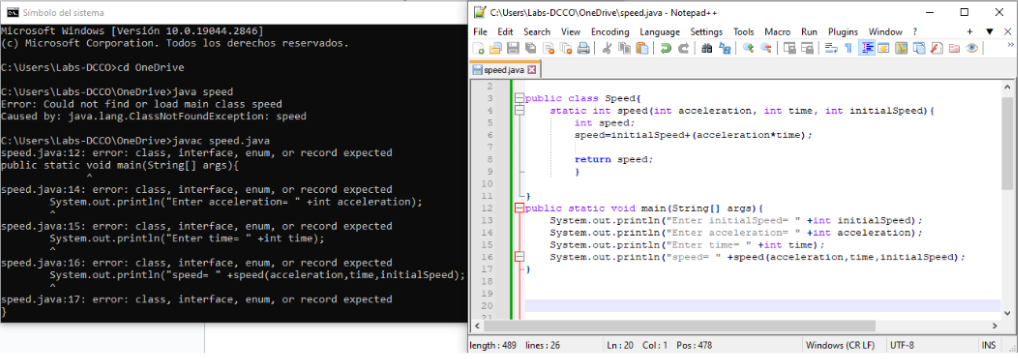 Símbolo del sistema
Microsoft Windows [Versión 10.0.19044.2846]
(c) Microsoft Corporation. Todos los derechos reservados.
C:\Users\Labs-DCCO>cd OneDrive
C:\Users\Labs-DCCO\OneDrive>java speed
Error: Could not find or load main class speed
Caused by: java.lang.ClassNotFoundException: speed
C:\Users\Labs-DCCO\OneDrive>javac speed.java
speed.java:12: error: class, interface, enum, or record expected
public static void main(String[] args){
^
speed.java:14: error: class, interface, enum, or record expected
System.out.println("Enter acceleration= " +int acceleration);
^
speed.java:15: error: class, interface, enum, or record expected
System.out.println("Enter time= " +int time);
^
speed.java:16: error: class, interface, enum, or record expected
System.out.println("speed= " +speed(acceleration,time,initialSpeed);
^
speed.java:17: error: class, interface, enum, or record expected
}
C:\Users\Labs-DCCO\OneDrive\speed.java - Notepad++
File Edit Search View Encoding Language Settings Tools Macro Run Plugins Window ? + ▼ X
speed.java
2
3 public class Speed{
4 static int speed(int acceleration, int time, int initialSpeed){
5 int speed;
6 speed=initialSpeed+(acceleration*time);
7
8 return speed;
9 }
10
11 }
12 public static void main(String[] args){
13 System.out.println("Enter initialSpeed= " +int initialSpeed);
14 System.out.println("Enter acceleration= " +int acceleration);
15 System.out.println("Enter time= " +int time);
16 System.out.println("speed= " +speed(acceleration,time,initialSpeed);
17 }
18
19
20
21
length : 489 lines : 26 Ln : 20 Col : 1 Pos : 478 Windows (CR LF) UTF-8 INS